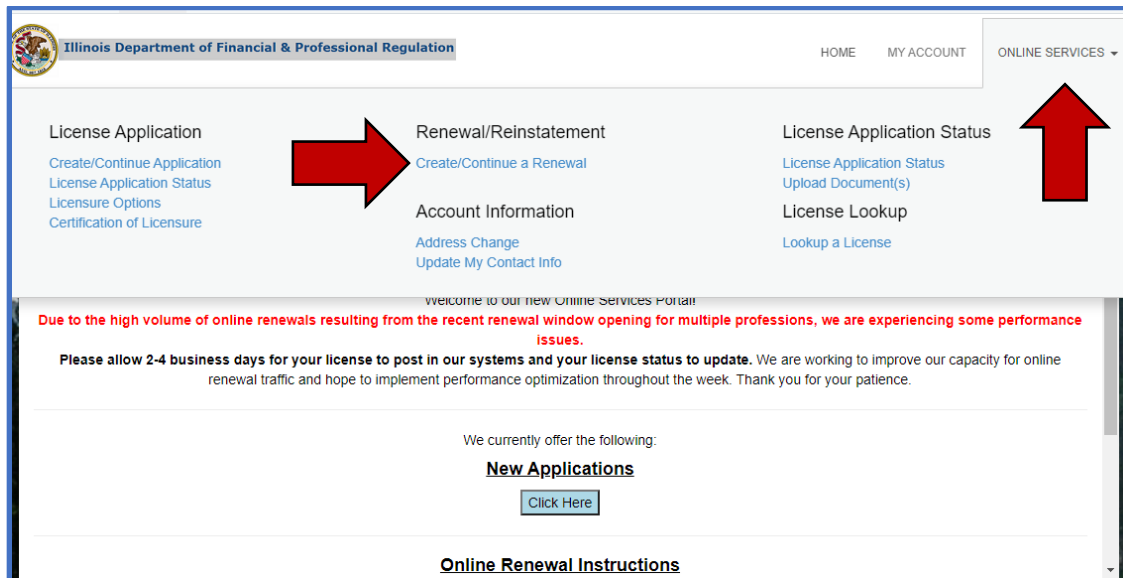 Illinois Department of Financial & Professional Regulation
HOME MY ACCOUNT ONLINE SERVICES
License Application
Create/Continue Application
License Application Status
Licensure Options
Certification of Licensure
Renewal/Reinstatement
Create/Continue a Renewal
Account Information
Address Change
Update My Contact Info
License Application Status
License Application Status
Upload Document(s)
License Lookup
Lookup a License
Welcome to our new Online Services Portal!
Due to the high volume of online renewals resulting from the recent renewal window opening for multiple professions, we are experiencing some performance
issues.
Please allow 2-4 business days for your license to post in our systems and your license status to update. We are working to improve our capacity for online
renewal traffic and hope to implement performance optimization throughout the week. Thank you for your patience.
We currently offer the following:
New Applications
Click Here
Online Renewal Instructions